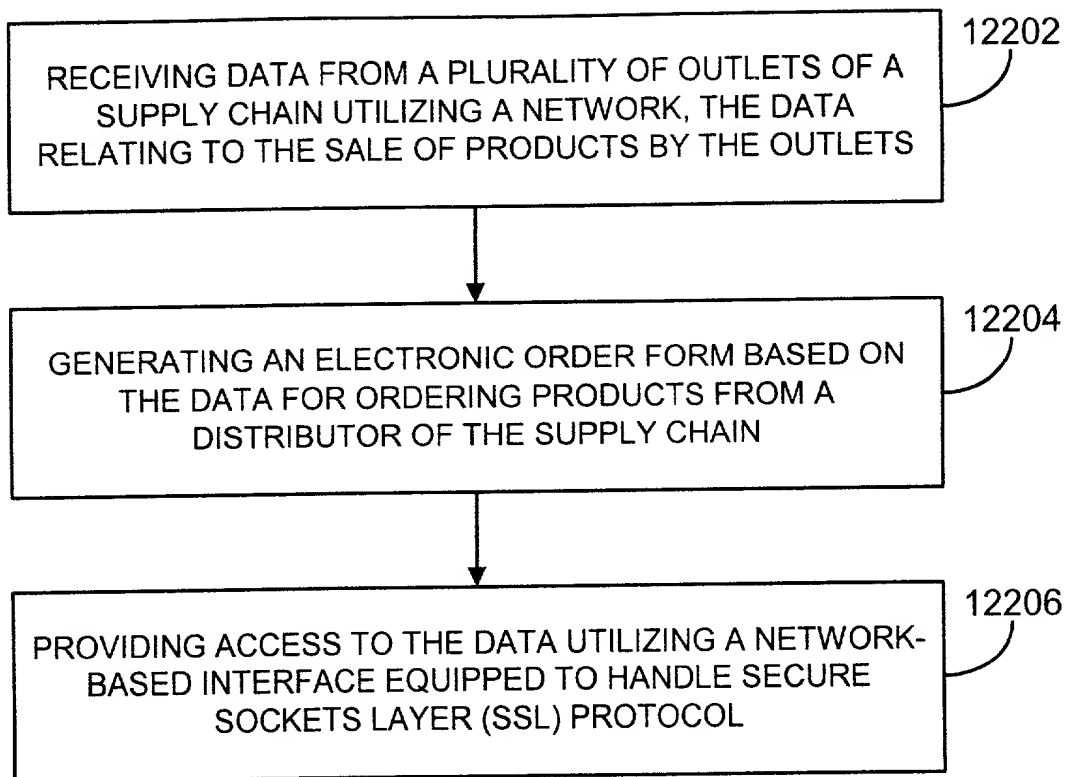 12202
RECEIVING DATA FROM A PLURALITY OF OUTLETS OF A
SUPPLY CHAIN UTILIZING A NETWORK, THE DATA
RELATING TO THE SALE OF PRODUCTS BY THE OUTLETS
12204
GENERATING AN ELECTRONIC ORDER FORM BASED ON
THE DATA FOR ORDERING PRODUCTS FROM A
DISTRIBUTOR OF THE SUPPLY CHAIN
12206
PROVIDING ACCESS TO THE DATA UTILIZING A NETWORK-
BASED INTERFACE EQUIPPED TO HANDLE SECURE
SOCKETS LAYER (SSL) PROTOCOL